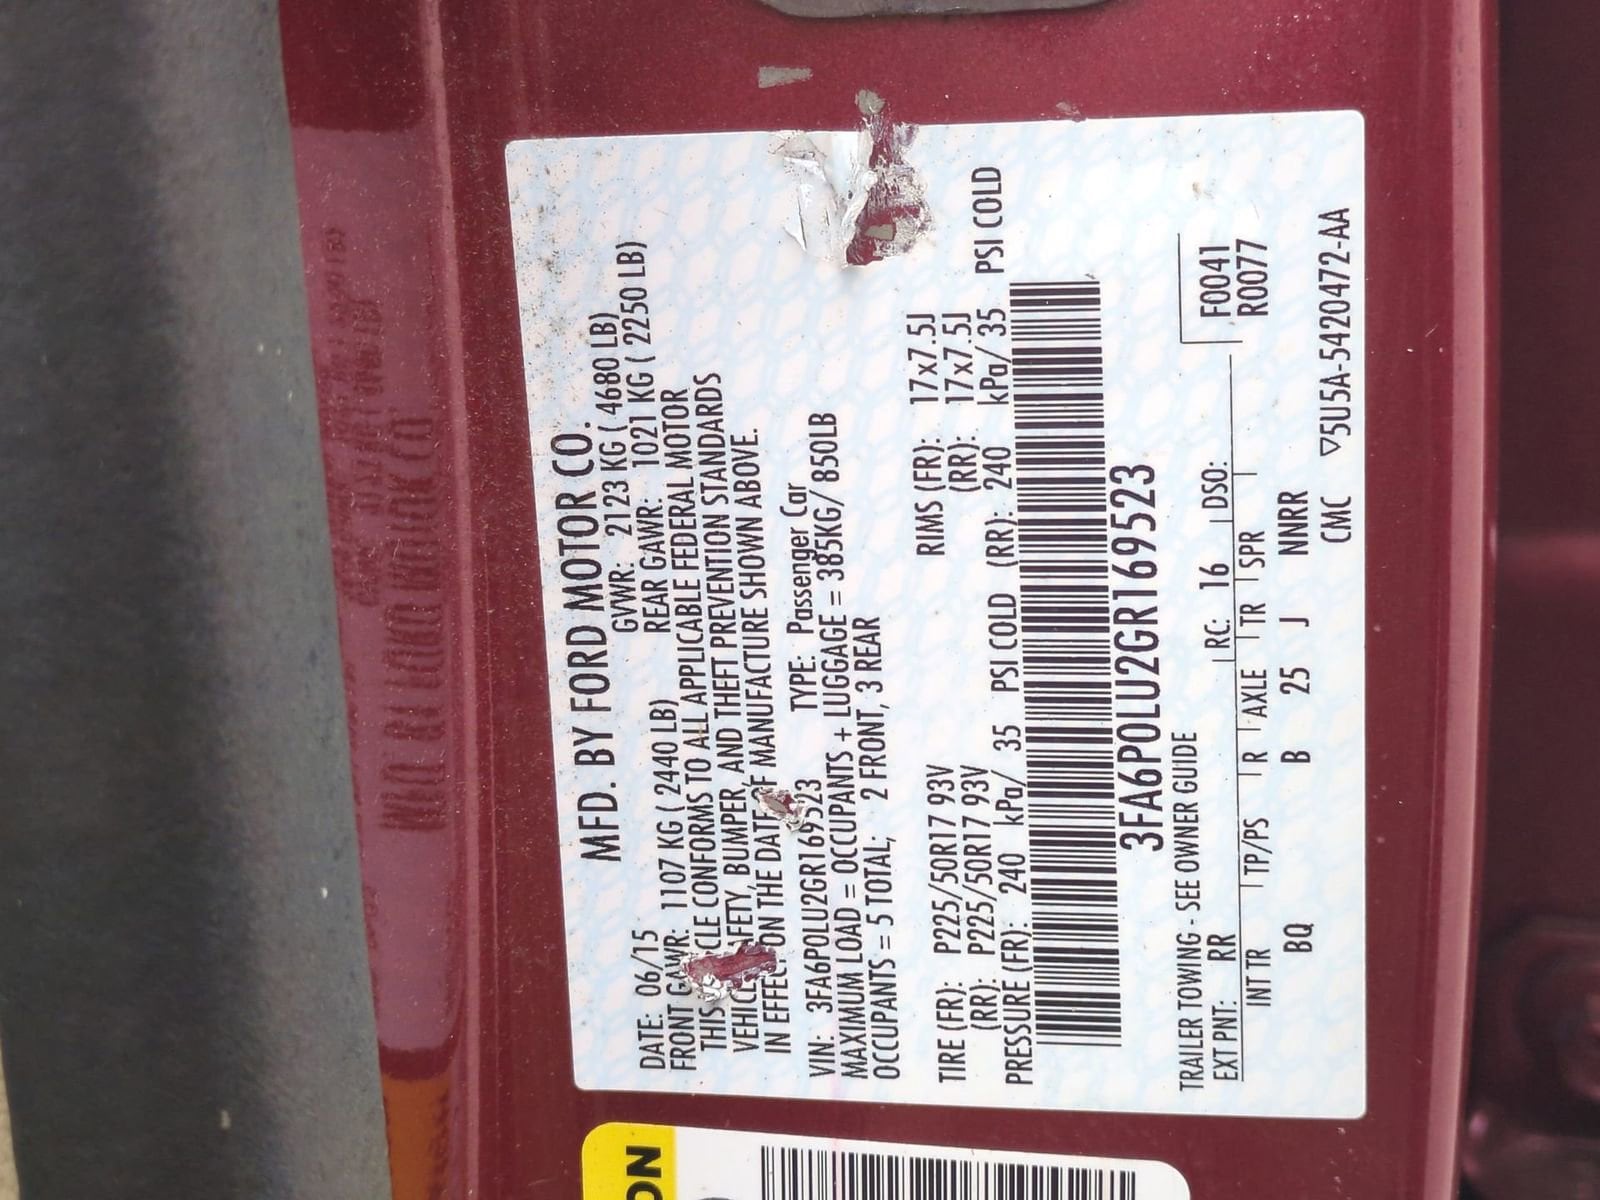 MFD. BY FORD MOTOR CO.
DATE: 06/15 GVWR: 2123 KG ( 4680 LB)
FRONT GAWR: 1107 KG ( 2440 LB) REAR GAWR: 1021 KG ( 2250 LB)
THIS CLE CONFORMS TO ALL APPLICABLE FEDERAL MOTOR
VEHICL AFETY, BUMPER, AND THEFT PREVENTION STANDARDS
IN EFFEC ON THE DATE OF MANUFACTURE SHOWN ABOVE.
VIN: 3FA6P0LU2GR169523 TYPE: Passenger Car
MAXIMUM LOAD = OCCUPANTS + LUGGAGE = 385KG/ 850LB
OCCUPANTS = 5 TOTAL; 2 FRONT, 3 REAR
TIRE (FR): P225/50R17 93V RIMS (FR): 17x7.5J
(RR): P225/50R17 93V (RR): 17x7.5J
PRESSURE (FR): 240 kPa/ 35 PSI COLD (RR): 240 kPa/ 35 PSI COLD
3FA6P0LU2GR169523
TRAILER TOWING - SEE OWNER GUIDE
EXT PNT: RR RC: 16 DSO: F0041
R0077
INT TR TP/PS R AXLE TR SPR
BQ B 25 J NNRR
CMC ▽5U5A-5420472-AA
ON